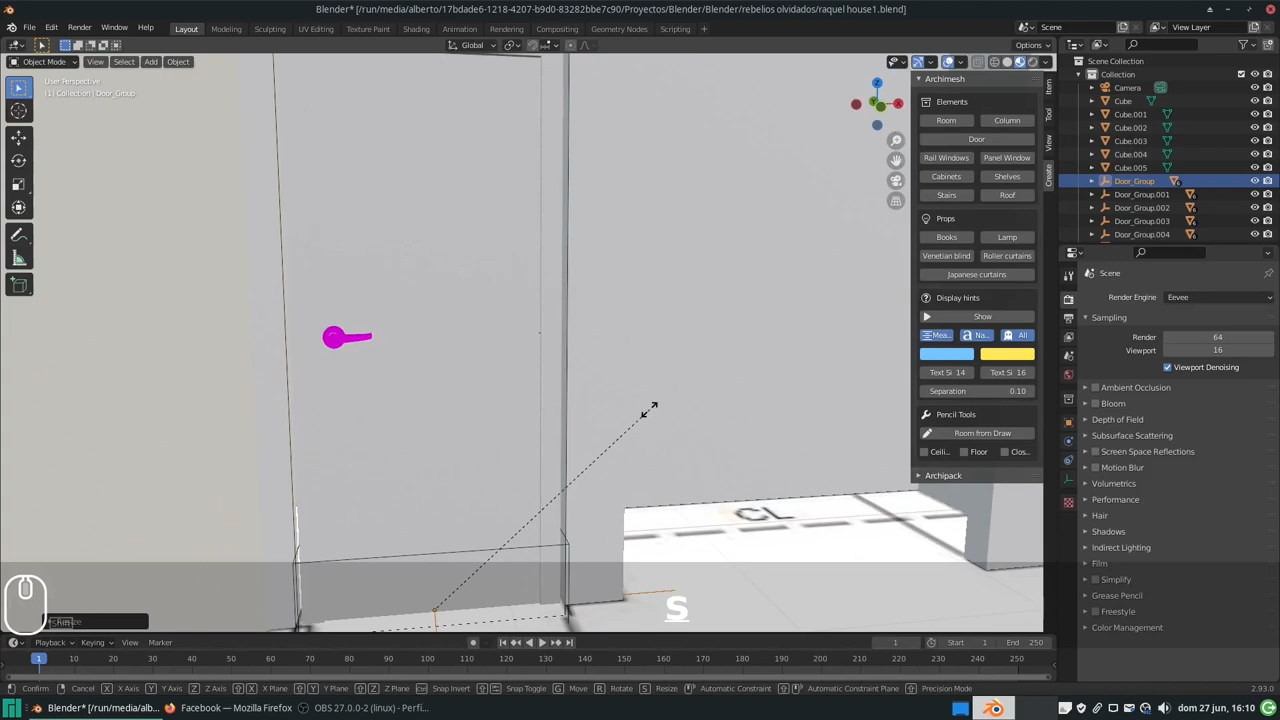 Blender* [/run/media/alberto/17bdade6-1218-4207-b9d0-83282bbe7c90/Proyectos/Blender/Blender/rebelios olvidados/raquel house1.blend]
File Edit Render Window Help Layout Modeling Sculpting UV Editing Texture Paint Shading Animation Rendering Compositing Geometry Nodes Scripting Scene View Layer
Global Options
Object Mode View Select Add Object
User Perspective
(1) Collection | Door_Group
CL
S
Archimesh
Elements
Room Column
Door
Rail Windows Panel Window
Cabinets Shelves
Stairs Roof
Props
Books Lamp
Venetian blind Roller curtains
Japanese curtains
Display hints
Show
Mea... Na... All
Text Si 14 Text Si 16
Separation 0.10
Pencil Tools
Room from Draw
Ceili... Floor Clos...
Archipack
Item
Tool
View
Create
Scene Collection
Collection
Camera
Cube
Cube.001
Cube.002
Cube.003
Cube.004
Cube.005
Door_Group
Door_Group.001
Door_Group.002
Door_Group.003
Door_Group.004
Scene
Render Engine Eevee
Sampling
Render 64
Viewport 16
Viewport Denoising
Ambient Occlusion
Bloom
Depth of Field
Subsurface Scattering
Screen Space Reflections
Motion Blur
Volumetrics
Performance
Hair
Shadows
Indirect Lighting
Film
Simplify
Grease Pencil
Freestyle
Color Management
Playback Keying View Marker 1 Start 1 End 250
1 10 20 30 40 50 60 70 80 90 100 110 120 130 140 150 160 170 180 190 200 210 220 230 240 250
Confirm Cancel X X Axis Y Y Axis Z Z Axis X X Plane Y Y Plane Z Z Plane Ctrl Snap Invert Snap Toggle G Move R Rotate S Resize Automatic Constraint Automatic Constraint Plane Precision Mode 2.93.0
Blender* [/run/media/alb... Facebook — Mozilla Firefox OBS 27.0.0-2 (linux) - Perfi... dom 27 jun, 16:10